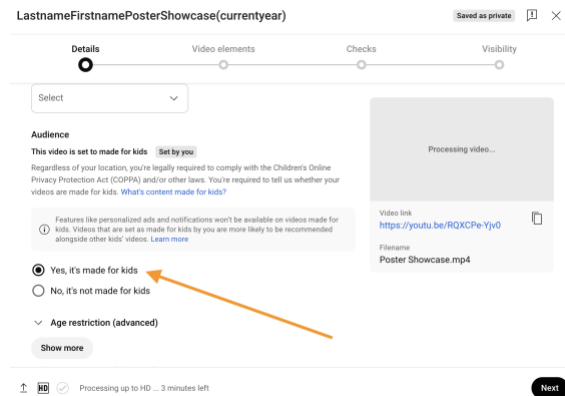 LastnameFirstnamePosterShowcase(currentyear)
Saved as private
Details
Video elements
Checks
Visibility
Select
Audience
This video is set to made for kids Set by you
Regardless of your location, you're legally required to comply with the Children's Online
Privacy Protection Act (COPPA) and/or other laws. You're required to tell us whether your
videos are made for kids. What's content made for kids?
Features like personalized ads and notifications won't be available on videos made for
kids. Videos that are set as made for kids by you are more likely to be recommended
alongside other kids' videos. Learn more
Yes, it's made for kids
No, it's not made for kids
Age restriction (advanced)
Show more
Processing video...
Video link
https://youtu.be/RQXCPe-Yjv0
Filename
Poster Showcase.mp4
HD
Processing up to HD ... 3 minutes left
Next